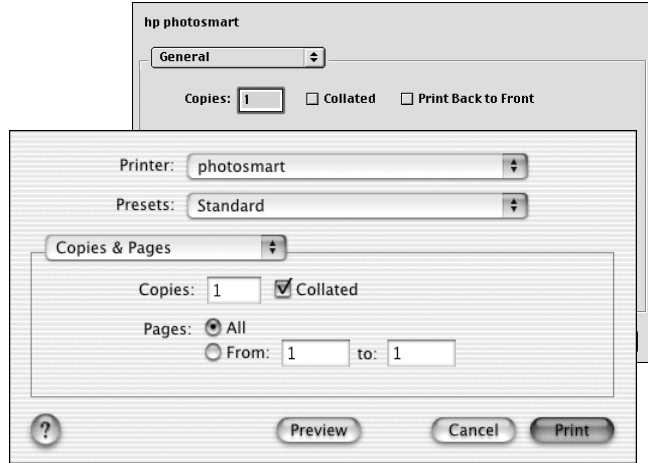 hp photosmart
General
Copies: 1 Collated Print Back to Front
Printer: photosmart
Presets: Standard
Copies & Pages
Copies: 1 Collated
Pages: All
From: 1 to: 1
? Preview Cancel Print